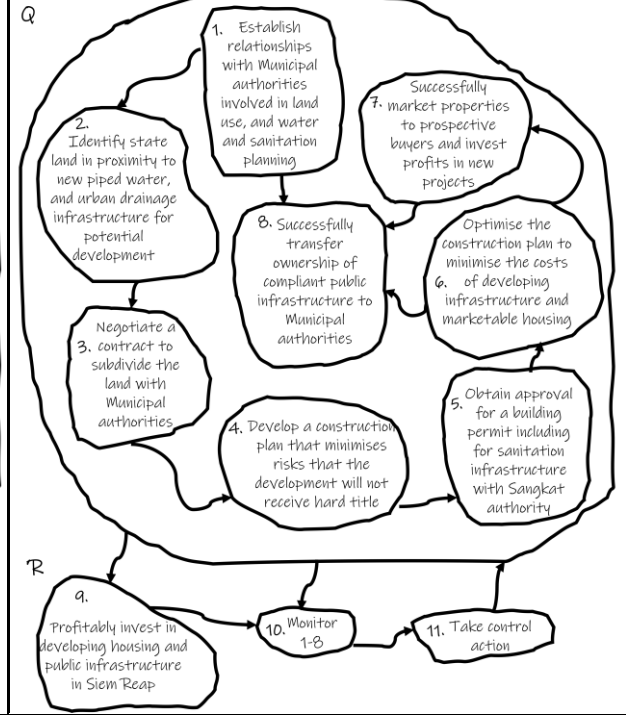 Q
1. Establish
relationships
with Municipal
authorities
involved in land
use, and water
and sanitation
planning
2.
Identify state
land in proximity to
new piped water,
and urban drainage
infrastructure for
potential
development
Negotiate a
3. contract to
subdivide the
land with
Municipal
authorities
4. Develop a construction
plan that minimises
risks that the
development will not
receive hard title
5. Obtain approval
for a building
permit including
for sanitation
infrastructure
with Sangkat
authority
Optimise the
construction plan to
minimise the costs
6. of developing
infrastructure and
marketable housing
Successfully
7. market properties
to prospective
buyers and invest
profits in new
projects
8. Successfully
transfer
ownership of
compliant public
infrastructure to
Municipal
authorities
R
9.
Profitably invest in
developing housing and
public infrastructure
in Siem Reap
10. Monitor
1-8
11. Take control
action